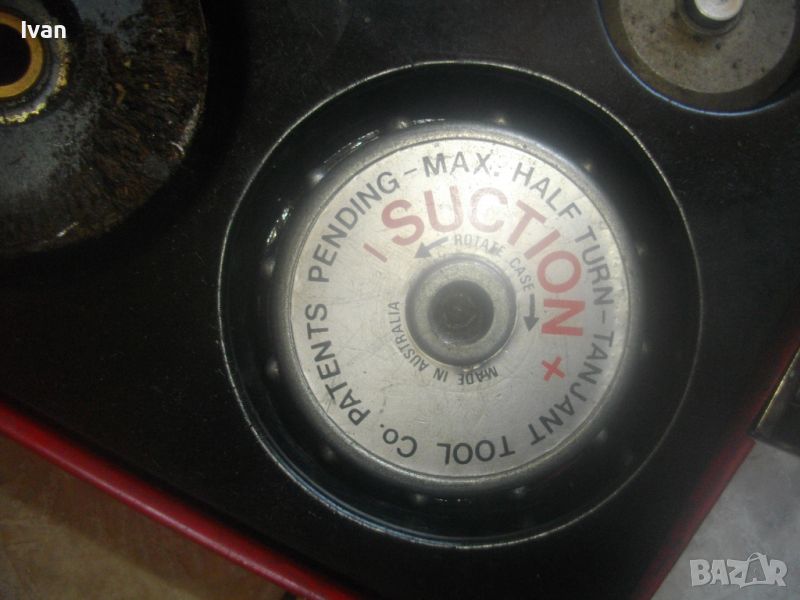 Ivan
PATENTS PENDING – MAX. HALF TURN – TANJANT TOOL Co.
– SUCTION +
ROTATE CASE
MADE IN AUSTRALIA
BAZAR